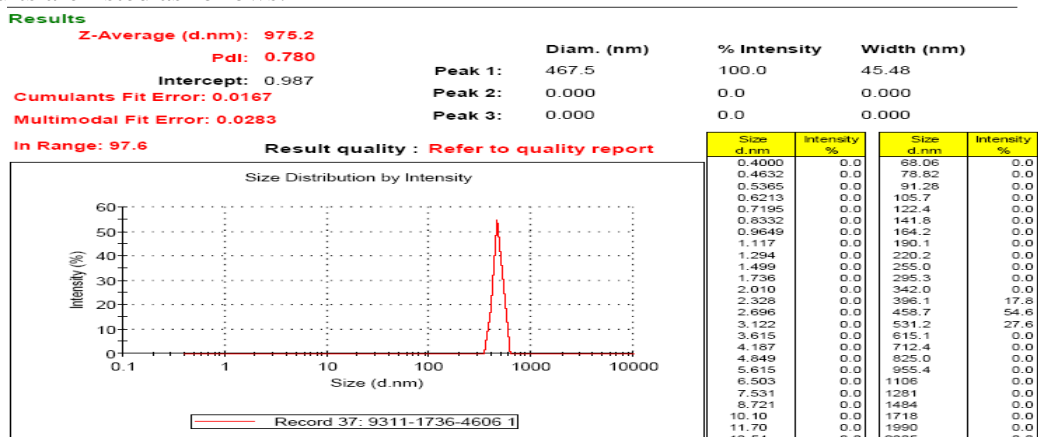 Results
Z-Average (d.nm): 975.2
PdI: 0.780
Intercept: 0.987
Cumulants Fit Error: 0.0167
Multimodal Fit Error: 0.0283
In Range: 97.6
Diam. (nm) % Intensity Width (nm)
Peak 1: 467.5 100.0 45.48
Peak 2: 0.000 0.0 0.000
Peak 3: 0.000 0.0 0.000
Result quality : Refer to quality report
Size Distribution by Intensity
Intensity (%)
60
50
40
30
20
10
0
0.1 1 10 100 1000 10000
Size (d.nm)
Record 37: 9311-1736-4606 1
Size d.nm Intensity % Size d.nm Intensity %
0.4000 0.0 68.06 0.0
0.4632 0.0 78.82 0.0
0.5365 0.0 91.28 0.0
0.6213 0.0 105.7 0.0
0.7195 0.0 122.4 0.0
0.8332 0.0 141.8 0.0
0.9649 0.0 164.2 0.0
1.117 0.0 190.1 0.0
1.294 0.0 220.2 0.0
1.499 0.0 255.0 0.0
1.736 0.0 295.3 0.0
2.010 0.0 342.0 0.0
2.328 0.0 396.1 17.8
2.696 0.0 458.7 54.6
3.122 0.0 531.2 27.6
3.615 0.0 615.1 0.0
4.187 0.0 712.4 0.0
4.849 0.0 825.0 0.0
5.615 0.0 955.4 0.0
6.503 0.0 1106 0.0
7.531 0.0 1281 0.0
8.721 0.0 1484 0.0
10.10 0.0 1718 0.0
11.70 0.0 1990 0.0